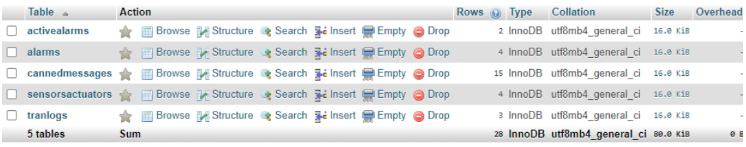 Table Action Rows Type Collation Size Overhead
activealarms Browse Structure Search Insert Empty Drop 2 InnoDB utf8mb4_general_ci 16.0 KiB -
alarms Browse Structure Search Insert Empty Drop 4 InnoDB utf8mb4_general_ci 16.0 KiB -
cannedmessages Browse Structure Search Insert Empty Drop 15 InnoDB utf8mb4_general_ci 16.0 KiB -
sensorsactuators Browse Structure Search Insert Empty Drop 4 InnoDB utf8mb4_general_ci 16.0 KiB -
tranlogs Browse Structure Search Insert Empty Drop 3 InnoDB utf8mb4_general_ci 16.0 KiB -
5 tables Sum 28 InnoDB utf8mb4_general_ci 80.0 KiB 0 B